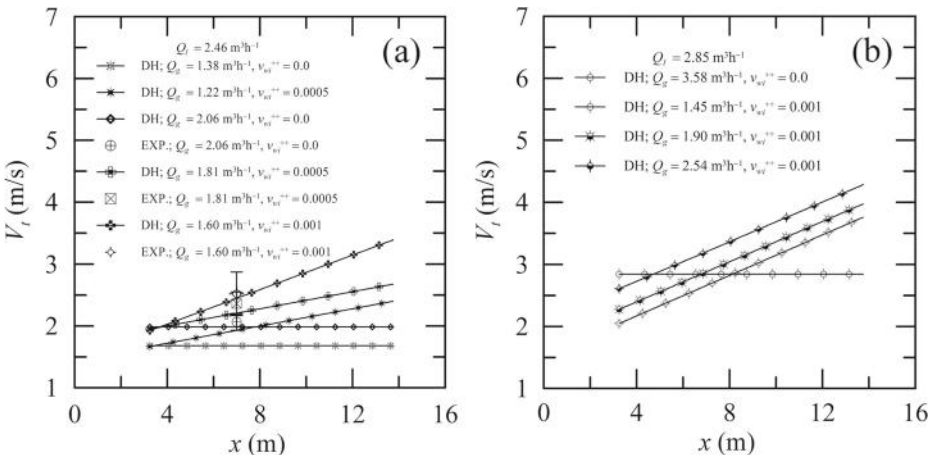 (a)
Q_l = 2.46 m³h⁻¹
DH; Q_g = 1.38 m³h⁻¹, v_wl⁺⁺ = 0.0
DH; Q_g = 1.22 m³h⁻¹, v_wl⁺⁺ = 0.0005
DH; Q_g = 2.06 m³h⁻¹, v_wl⁺⁺ = 0.0
EXP.; Q_g = 2.06 m³h⁻¹, v_wl⁺⁺ = 0.0
DH; Q_g = 1.81 m³h⁻¹, v_wl⁺⁺ = 0.0005
EXP.; Q_g = 1.81 m³h⁻¹, v_wl⁺⁺ = 0.0005
DH; Q_g = 1.60 m³h⁻¹, v_wl⁺⁺ = 0.001
EXP.; Q_g = 1.60 m³h⁻¹, v_wl⁺⁺ = 0.001
7
6
5
4
3
2
1
V_t (m/s)
0 4 8 12 16
x (m)
(b)
Q_l = 2.85 m³h⁻¹
DH; Q_g = 3.58 m³h⁻¹, v_wl⁺⁺ = 0.0
DH; Q_g = 1.45 m³h⁻¹, v_wl⁺⁺ = 0.001
DH; Q_g = 1.90 m³h⁻¹, v_wl⁺⁺ = 0.001
DH; Q_g = 2.54 m³h⁻¹, v_wl⁺⁺ = 0.001
7
6
5
4
3
2
1
V_t (m/s)
0 4 8 12 16
x (m)